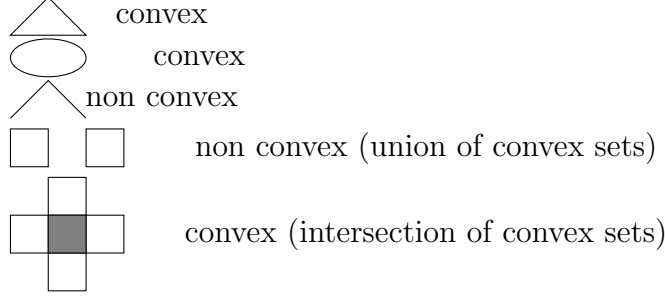 convex
convex
non convex
non convex (union of convex sets)
convex (intersection of convex sets)